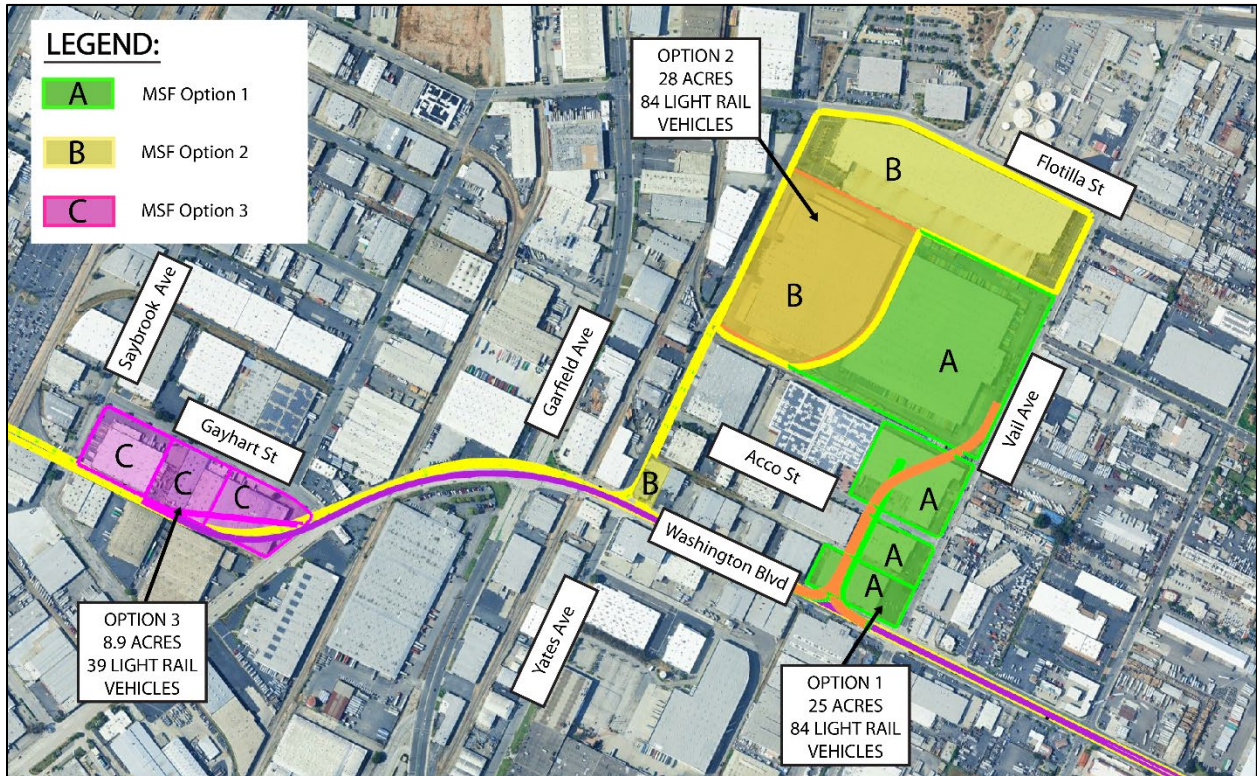 LEGEND:
A MSF Option 1
B MSF Option 2
C MSF Option 3
OPTION 2
28 ACRES
84 LIGHT RAIL
VEHICLES
B
Flotilla St
B
A
Saybrook Ave
Garfield Ave
Vail Ave
Gayhart St
C
C
C
Acco St
B
A
Washington Blvd
A
A
OPTION 3
8.9 ACRES
39 LIGHT RAIL
VEHICLES
Yates Ave
OPTION 1
25 ACRES
84 LIGHT RAIL
VEHICLES